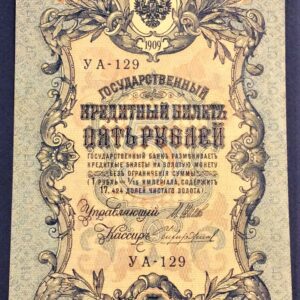 1909
УА-129
ГОСУДАРСТВЕННЫЙ
КРЕДИТНЫЙ БИЛЕТЪ
ПЯТЬ РУБЛЕЙ
ГОСУДАРСТВЕННЫЙ БАНКЪ РАЗМѢНИВАЕТЪ
КРЕДИТНЫЕ БИЛЕТЫ НА ЗОЛОТУЮ МОНЕТУ
БЕЗЪ ОГРАНИЧЕНІЯ СУММЫ
(1 РУБЛЬ = 1/15 ИМПЕРІАЛА, СОДЕРЖИТЪ
17,424 ДОЛЕЙ ЧИСТАГО ЗОЛОТА)
Управляющій
Кассиръ
УА-129